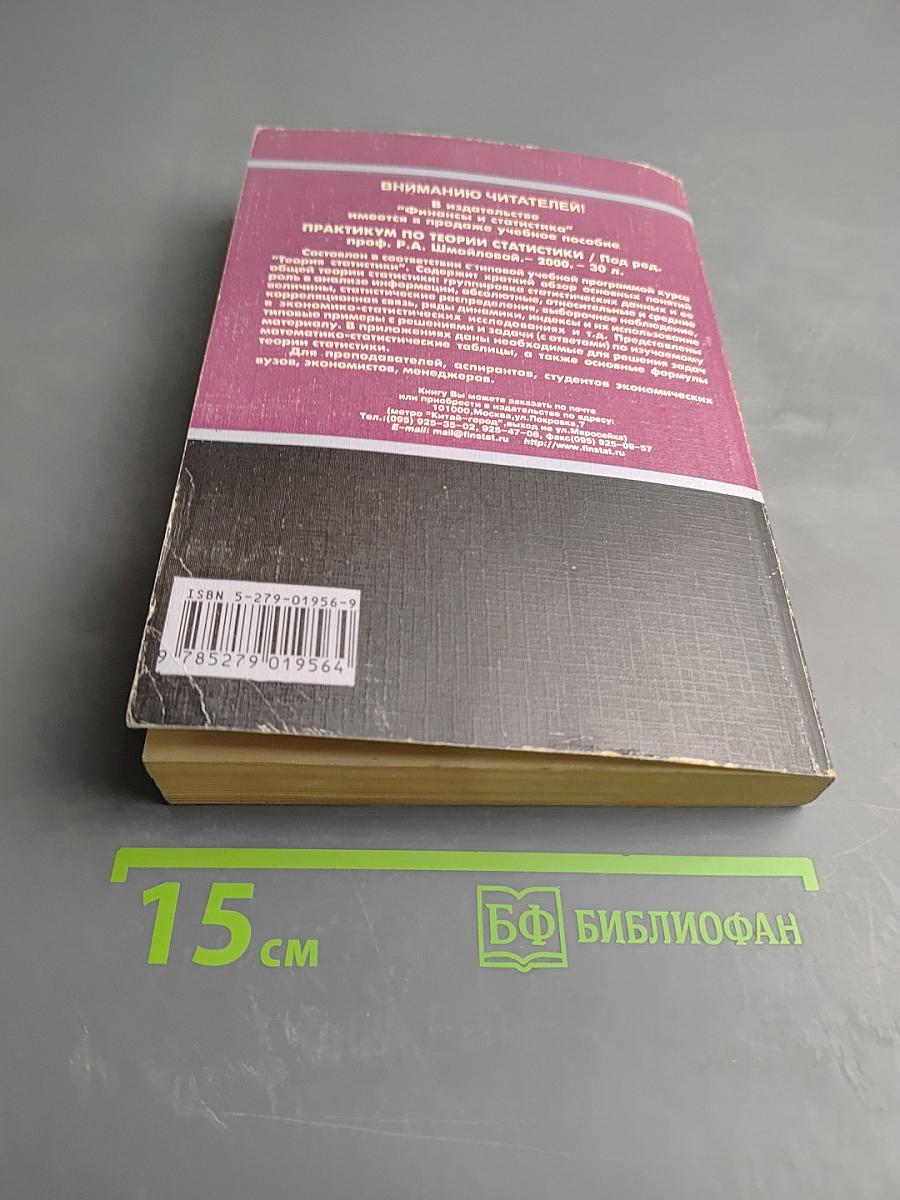 ВНИМАНИЮ ЧИТАТЕЛЕЙ!
В издательстве
"Финансы и статистика"
имеется в продаже учебное пособие
ПРАКТИКУМ ПО ТЕОРИИ СТАТИСТИКИ / Под ред.
проф. Р.А. Шмойловой.– 2000. – 30 л.
Составлен в соответствии с типовой учебной программой курса
"Теория статистики". Содержит краткий обзор основных понятий
общей теории статистики: группировка статистических данных и ее
роль в анализе информации, абсолютные, относительные и средние
величины, статистические распределения, выборочное наблюдение,
корреляционная связь, ряды динамики, индексы и их использование
в экономико-статистических исследованиях и т.д. Представлены
типовые примеры с решениями и задачи (с ответами) по изучаемому
материалу. В приложениях даны необходимые для решения задач
математико-статистические таблицы, а также основные формулы
теории статистики.
Для преподавателей, аспирантов, студентов экономических
вузов, экономистов, менеджеров.
Книгу Вы можете заказать по почте
или приобрести в издательстве по адресу:
101000,Москва,ул.Покровка,7
(метро "Китай-город",выход на ул.Маросейка)
Тел.:(095) 925-35-02, 925-47-08, факс(095) 925-09-57
E-mail: mail@finstat.ru http://www.finstat.ru
ISBN 5-279-01956-9
9 785279 019564
15 см
БФ БИБЛИОФАН